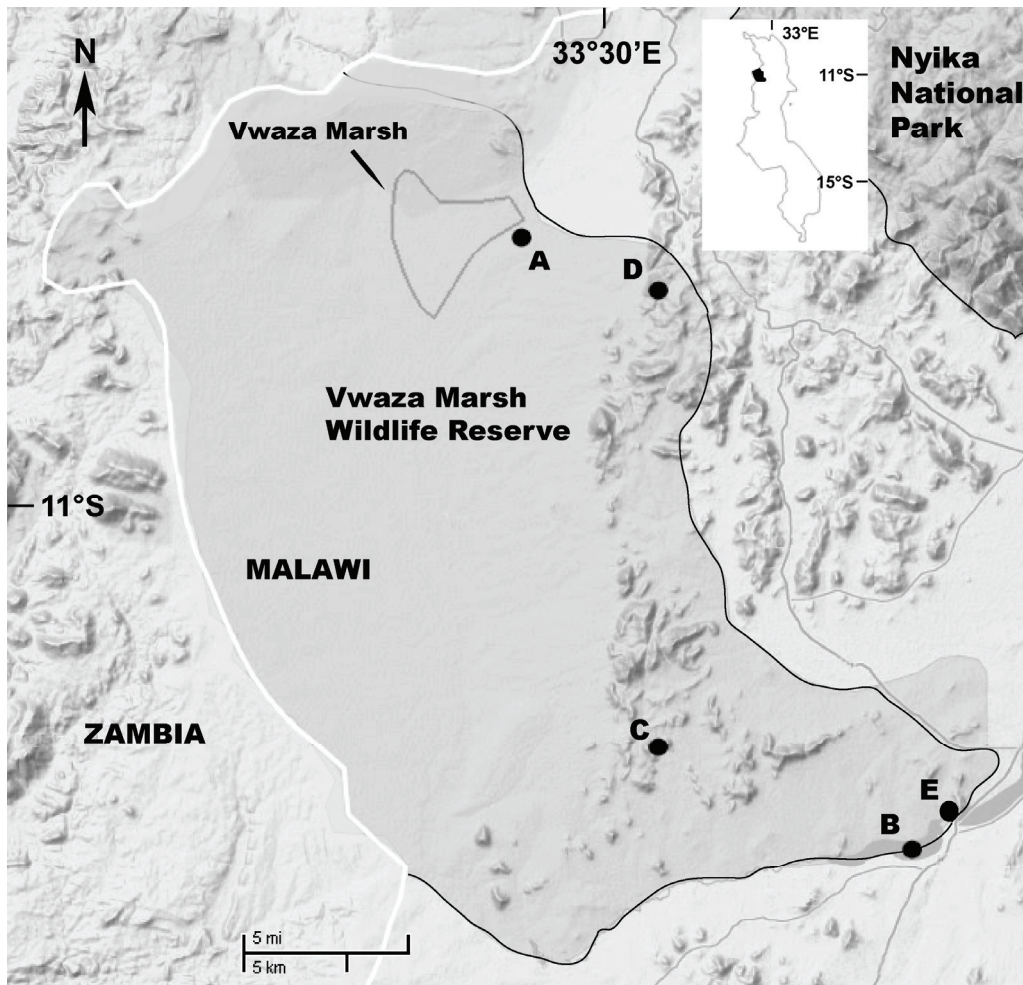 N
33°30'E
33°E
11°S
15°S
Nyika
National
Park
Vwaza Marsh
A
D
Vwaza Marsh
Wildlife Reserve
11°S
MALAWI
ZAMBIA
C
E
B
5 mi
5 km